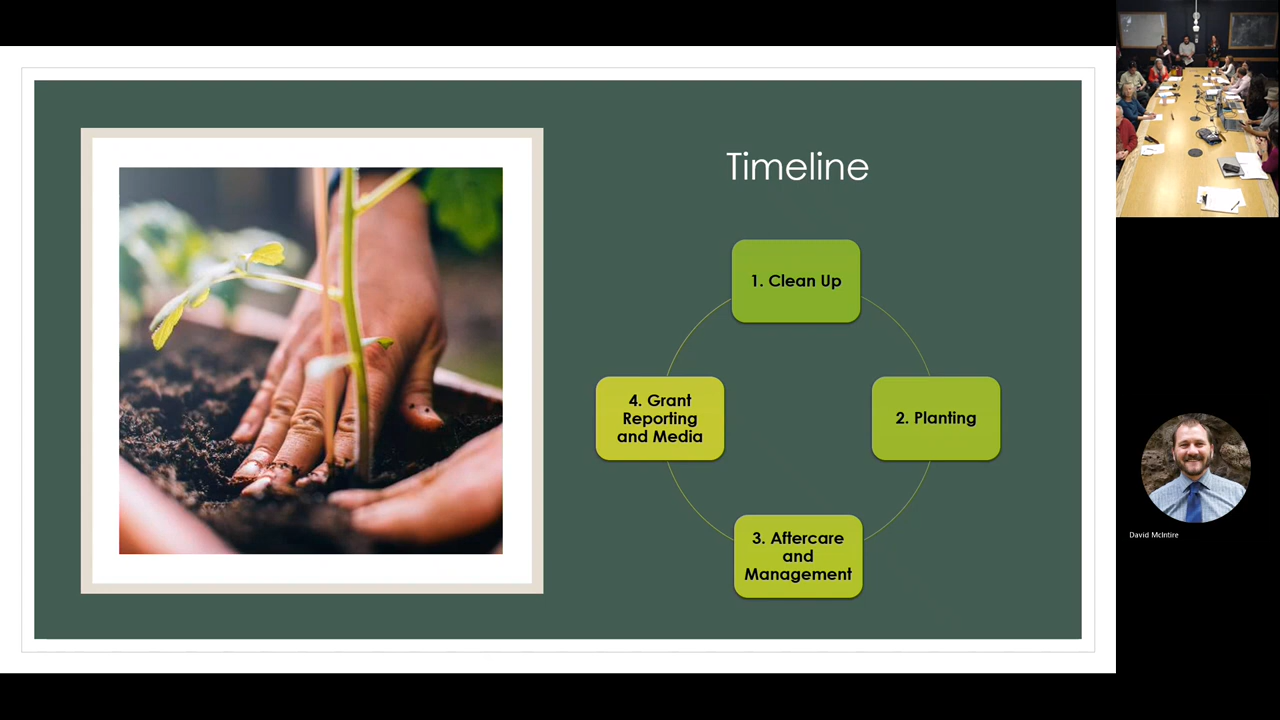 Timeline
1. Clean Up
2. Planting
3. Aftercare
and
Management
4. Grant
Reporting
and Media
David McIntire